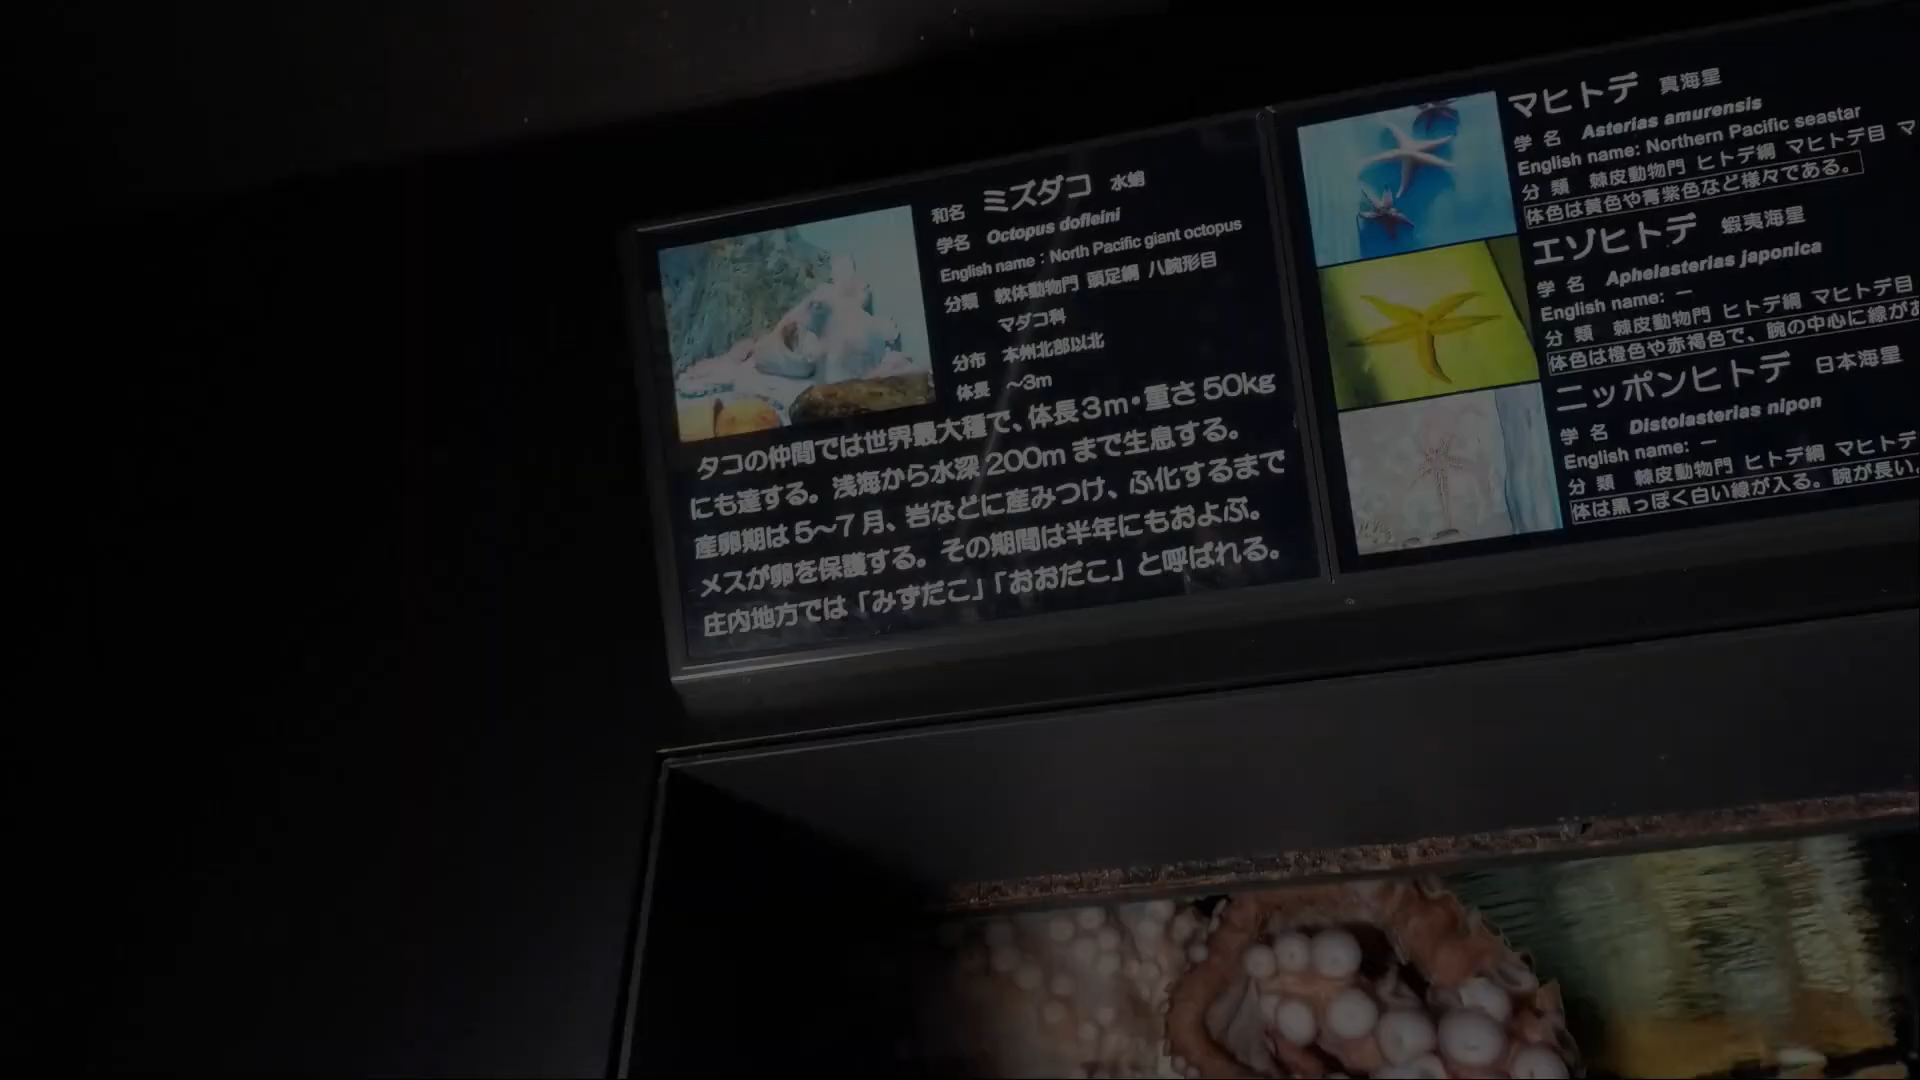 和名 ミズダコ 水蛸
学名 Octopus dofleini
English name : North Pacific giant octopus
分類 軟体動物門 頭足綱 八腕形目
マダコ科
分布 本州北部以北
体長 ～3m
タコの仲間では世界最大種で、体長3m・重さ50kg
にも達する。浅海から水深200mまで生息する。
産卵期は5～7月、岩などに産みつけ、ふ化するまで
メスが卵を保護する。その期間は半年にもおよぶ。
庄内地方では「みずだこ」「おおだこ」と呼ばれる。
マヒトデ 真海星
学名 Asterias amurensis
English name: Northern Pacific seastar
分類 棘皮動物門 ヒトデ綱 マヒトデ目 マ
体色は黄色や青紫色など様々である。
エゾヒトデ 蝦夷海星
学名 Aphelasterias japonica
English name: ー
分類 棘皮動物門 ヒトデ綱 マヒトデ目
体色は橙色や赤褐色で、腕の中心に線があ
ニッポンヒトデ 日本海星
学名 Distolasterias nipon
English name: ー
分類 棘皮動物門 ヒトデ綱 マヒトデ
体は黒っぽく白い線が入る。腕が長い。